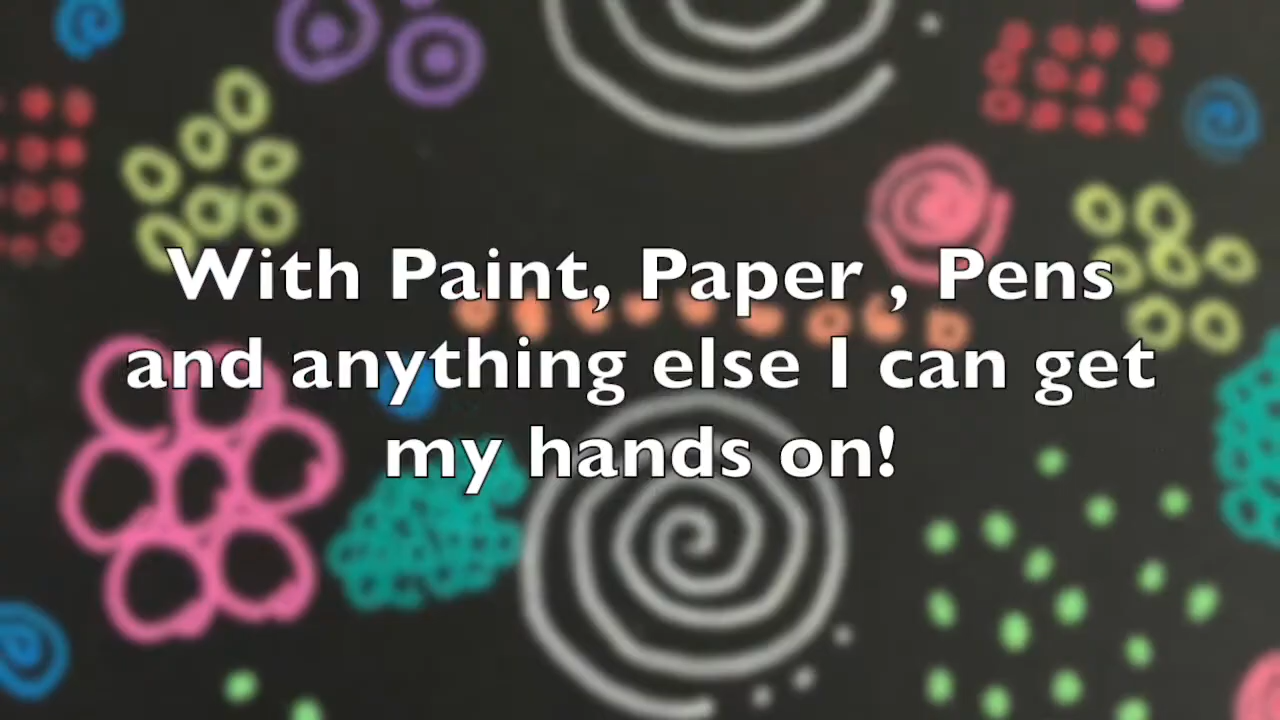 With Paint, Paper , Pens
and anything else I can get
my hands on!